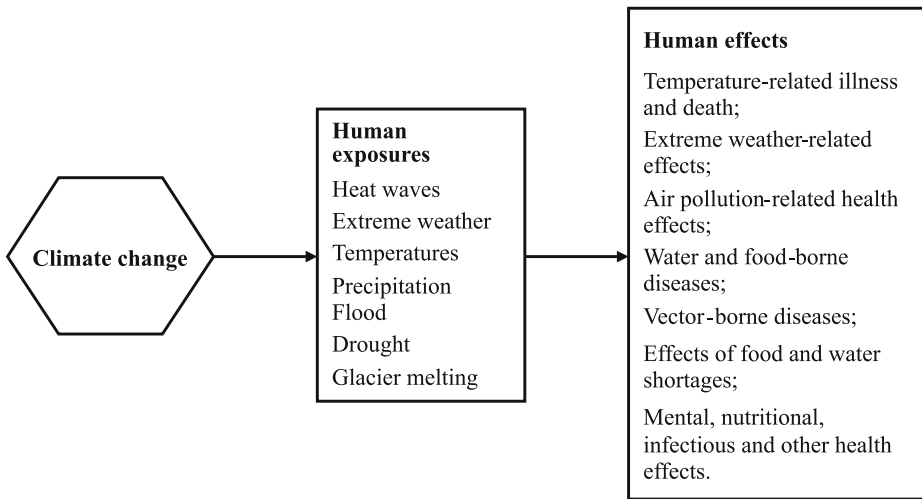 Climate change
Human
exposures
Heat waves
Extreme weather
Temperatures
Precipitation
Flood
Drought
Glacier melting
Human effects
Temperature-related illness
and death;
Extreme weather-related
effects;
Air pollution-related health
effects;
Water and food-borne
diseases;
Vector-borne diseases;
Effects of food and water
shortages;
Mental, nutritional,
infectious and other health
effects.